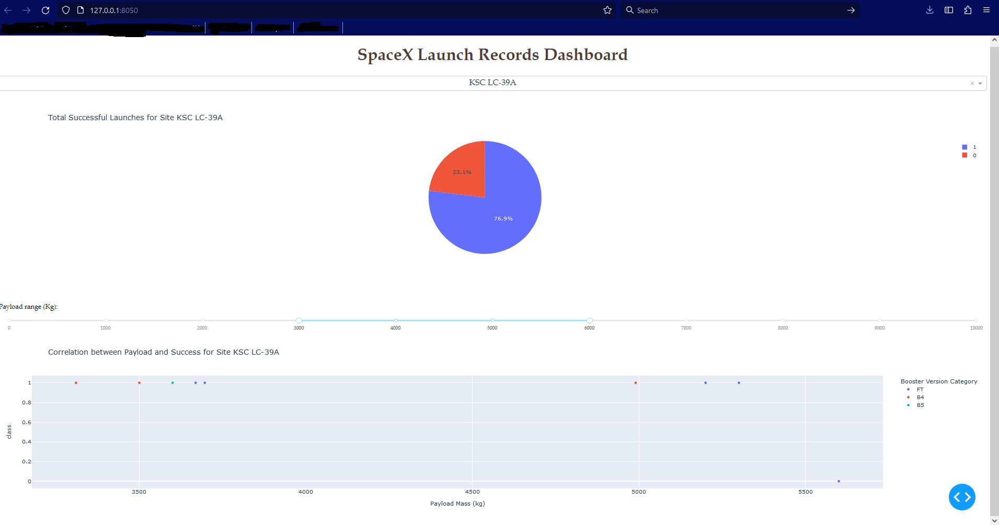 127.0.0.1:8050
Search
SpaceX Launch Records Dashboard
KSC LC-39A
Total Successful Launches for Site KSC LC-39A
1
0
23.1%
76.9%
Payload range (Kg):
0 1000 2000 3000 4000 5000 6000 7000 8000 9000 10000
Correlation between Payload and Success for Site KSC LC-39A
Booster Version Category
FT
B4
B5
1
0.8
0.6
0.4
0.2
0
class
3500 4000 4500 5000 5500
Payload Mass (kg)